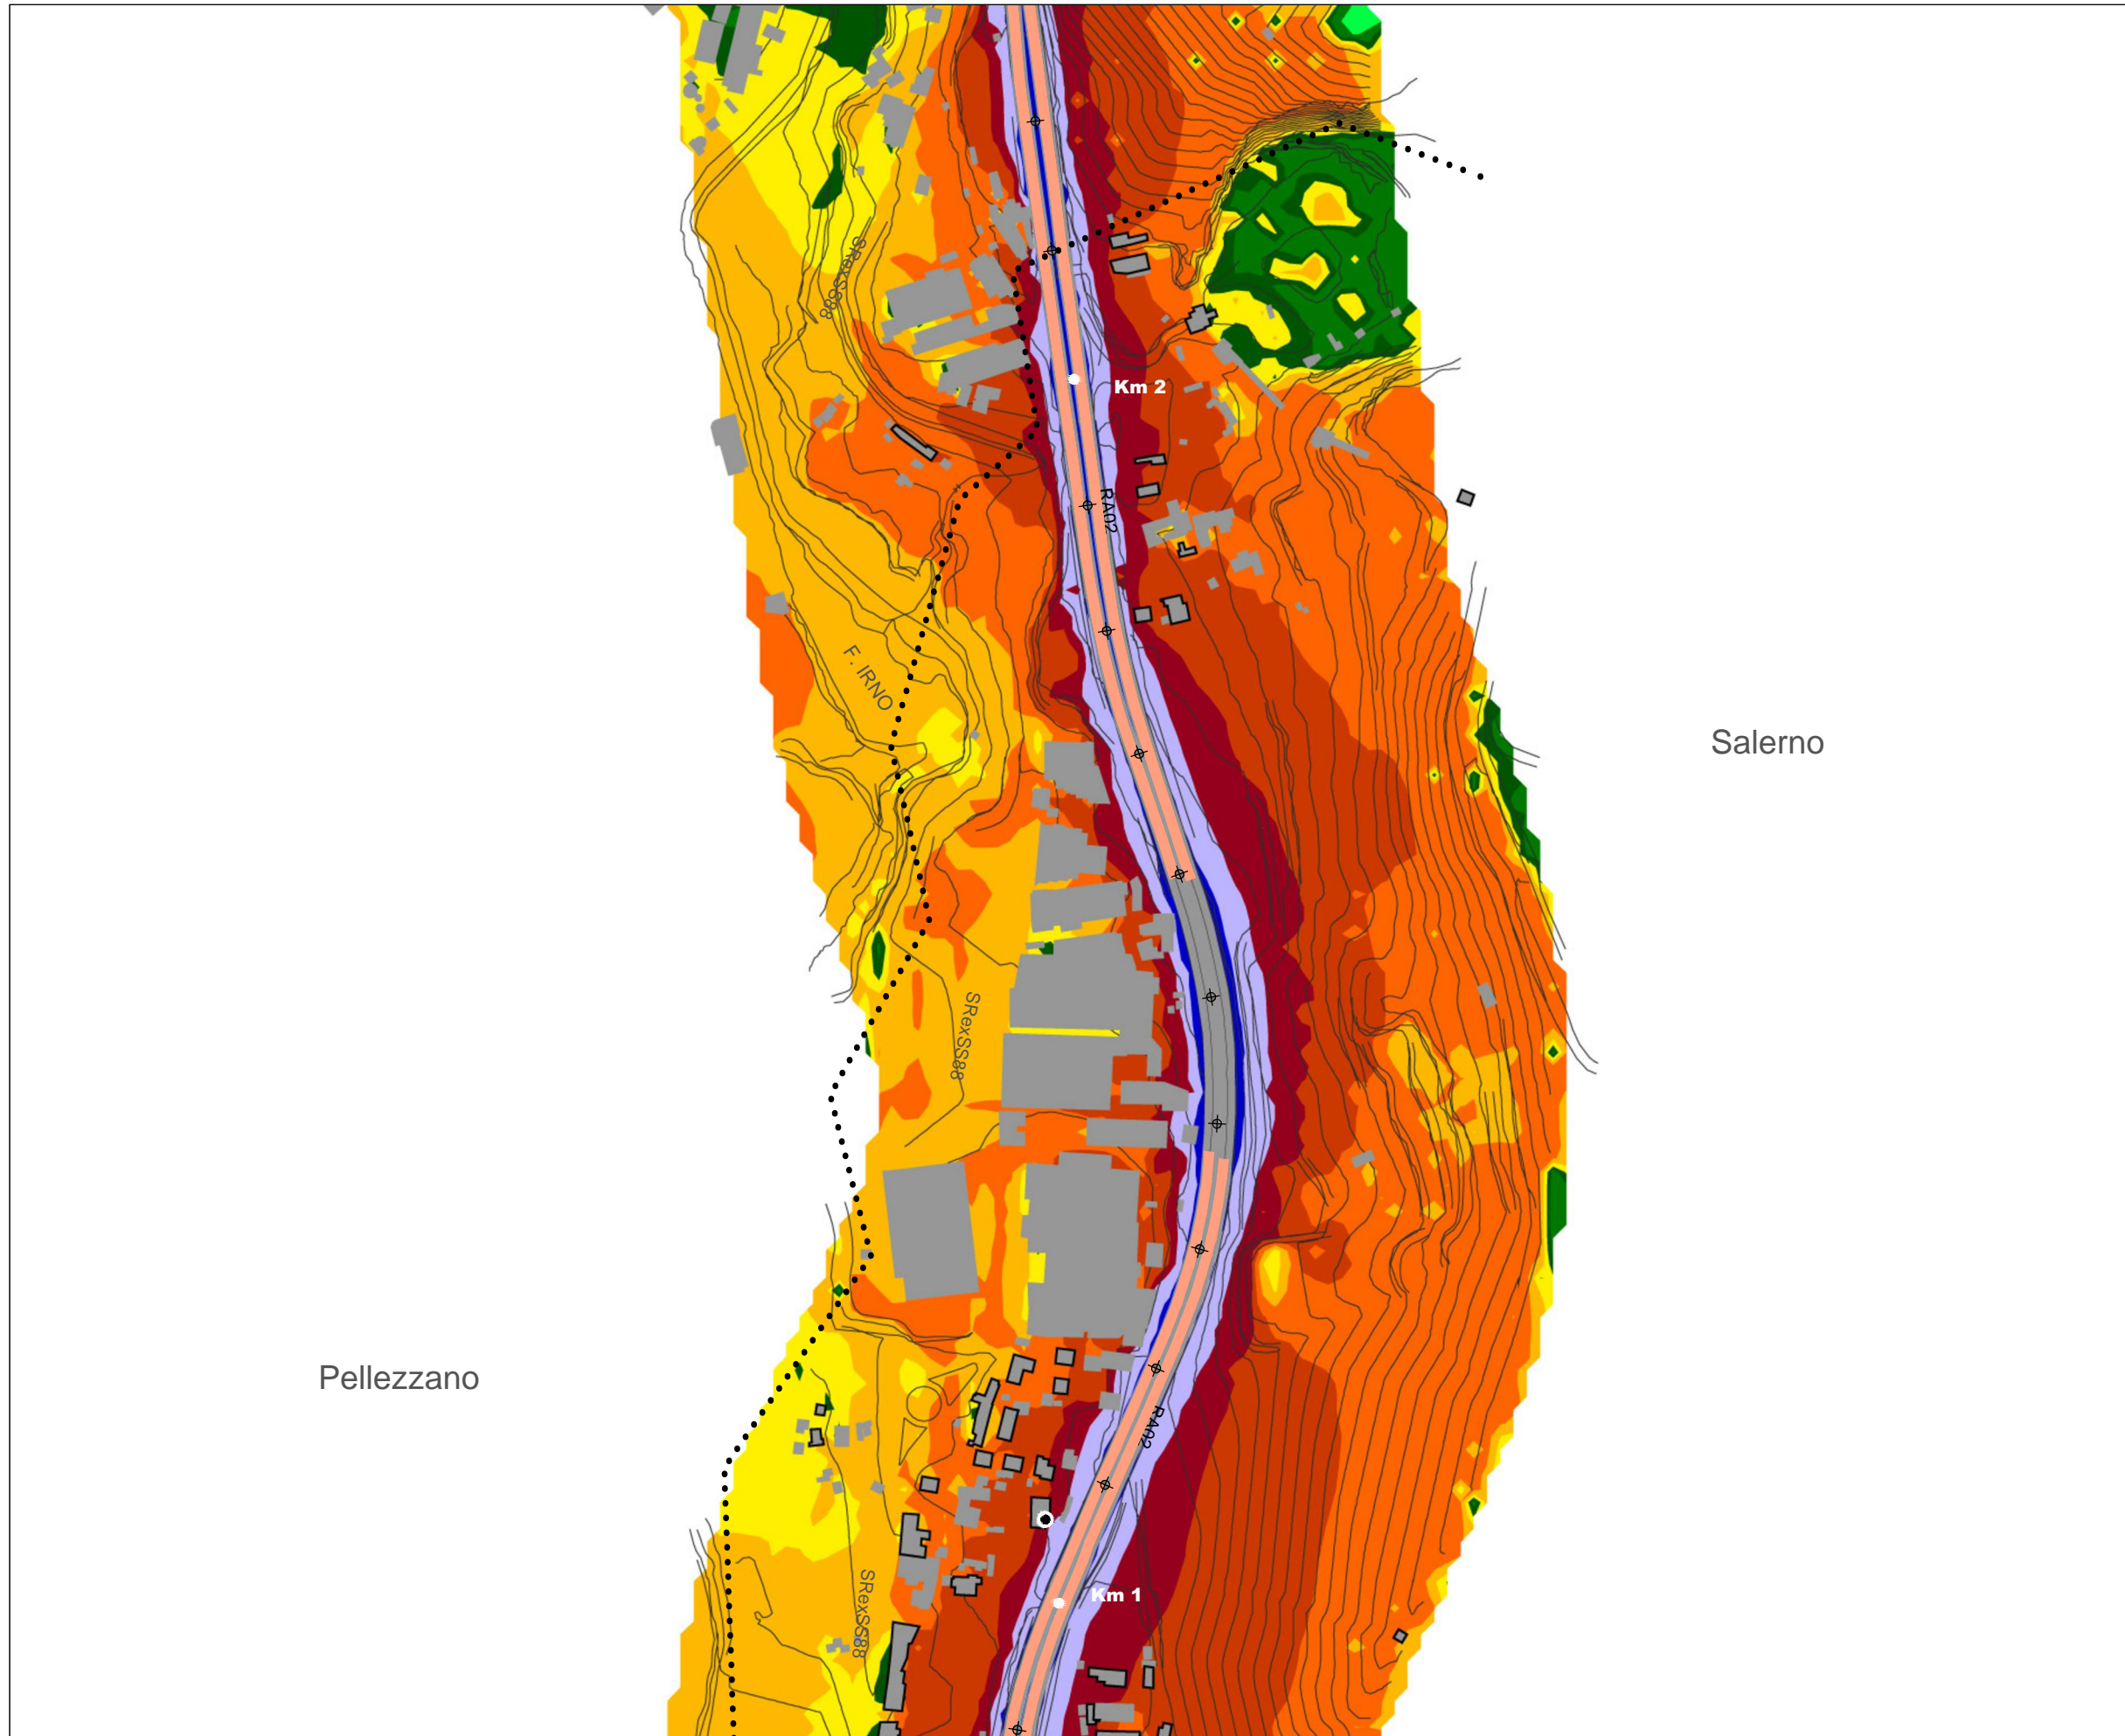 SRexSS88
Km 2
RA02
F. IRNO
Salerno
SRexSS88
Pellezzano
RA02
Km 1
SRexSS88